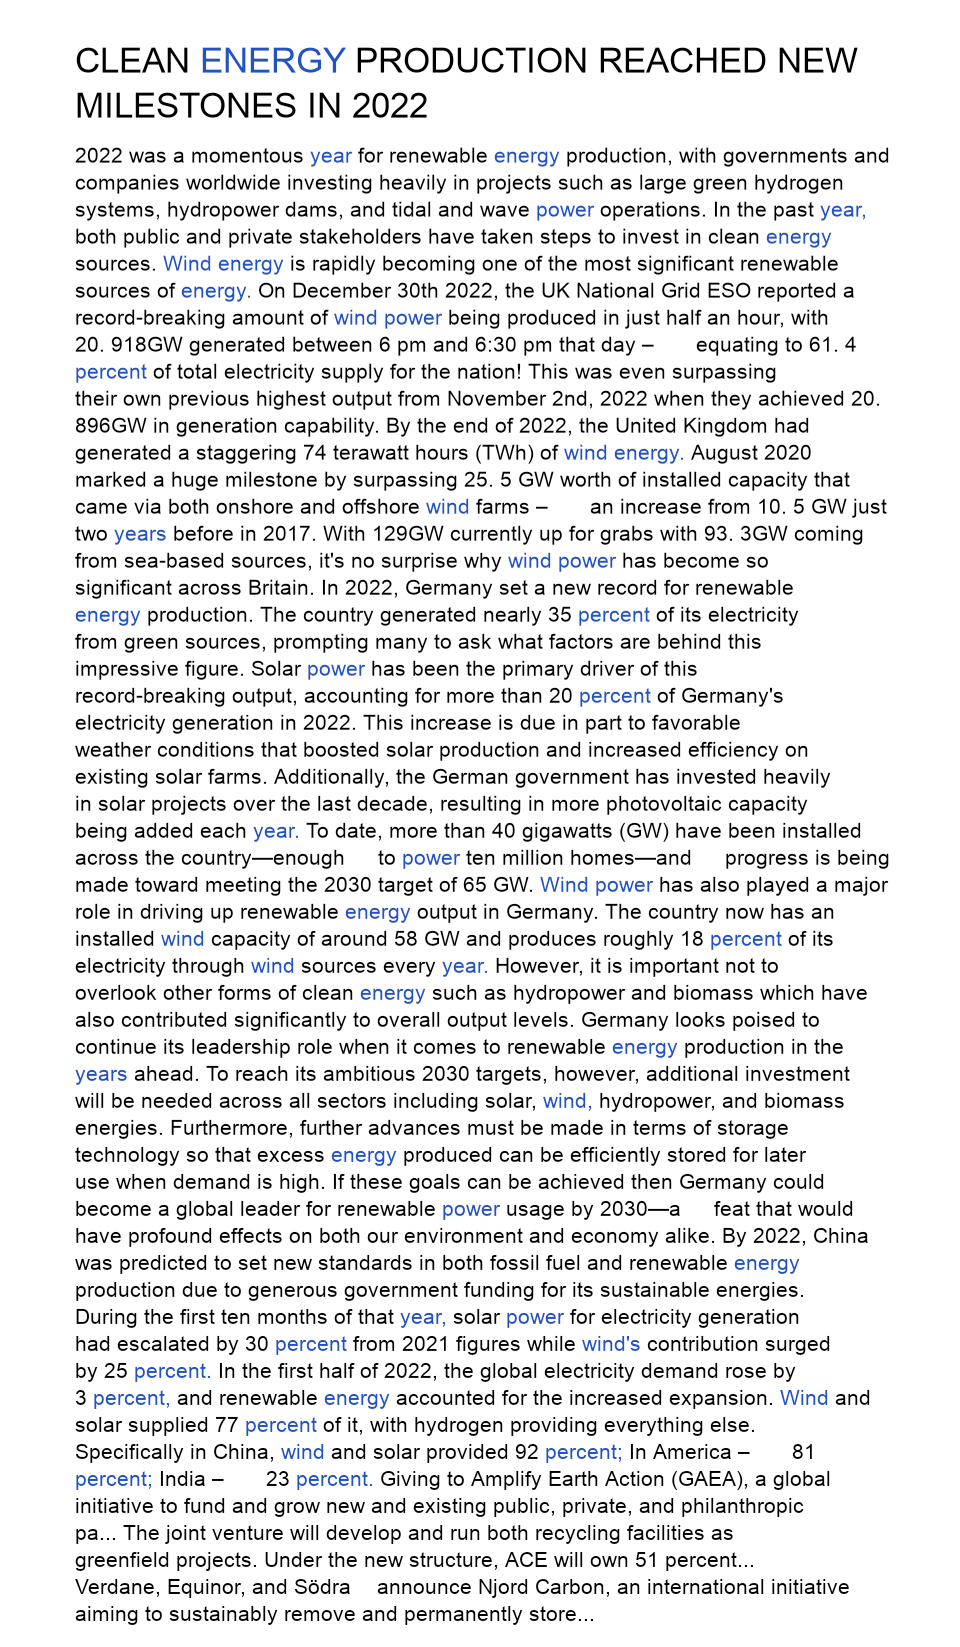 CLEAN ENERGY PRODUCTION REACHED NEW
MILESTONES IN 2022
2022 was a momentous year for renewable energy production, with governments and
companies worldwide investing heavily in projects such as large green hydrogen
systems, hydropower dams, and tidal and wave power operations. In the past year,
both public and private stakeholders have taken steps to invest in clean energy
sources. Wind energy is rapidly becoming one of the most significant renewable
sources of energy. On December 30th 2022, the UK National Grid ESO reported a
record-breaking amount of wind power being produced in just half an hour, with
20. 918GW generated between 6 pm and 6:30 pm that day – equating to 61. 4
percent of total electricity supply for the nation! This was even surpassing
their own previous highest output from November 2nd, 2022 when they achieved 20.
896GW in generation capability. By the end of 2022, the United Kingdom had
generated a staggering 74 terawatt hours (TWh) of wind energy. August 2020
marked a huge milestone by surpassing 25. 5 GW worth of installed capacity that
came via both onshore and offshore wind farms – an increase from 10. 5 GW just
two years before in 2017. With 129GW currently up for grabs with 93. 3GW coming
from sea-based sources, it's no surprise why wind power has become so
significant across Britain. In 2022, Germany set a new record for renewable
energy production. The country generated nearly 35 percent of its electricity
from green sources, prompting many to ask what factors are behind this
impressive figure. Solar power has been the primary driver of this
record-breaking output, accounting for more than 20 percent of Germany's
electricity generation in 2022. This increase is due in part to favorable
weather conditions that boosted solar production and increased efficiency on
existing solar farms. Additionally, the German government has invested heavily
in solar projects over the last decade, resulting in more photovoltaic capacity
being added each year. To date, more than 40 gigawatts (GW) have been installed
across the country—enough to power ten million homes—and progress is being
made toward meeting the 2030 target of 65 GW. Wind power has also played a major
role in driving up renewable energy output in Germany. The country now has an
installed wind capacity of around 58 GW and produces roughly 18 percent of its
electricity through wind sources every year. However, it is important not to
overlook other forms of clean energy such as hydropower and biomass which have
also contributed significantly to overall output levels. Germany looks poised to
continue its leadership role when it comes to renewable energy production in the
years ahead. To reach its ambitious 2030 targets, however, additional investment
will be needed across all sectors including solar, wind, hydropower, and biomass
energies. Furthermore, further advances must be made in terms of storage
technology so that excess energy produced can be efficiently stored for later
use when demand is high. If these goals can be achieved then Germany could
become a global leader for renewable power usage by 2030—a feat that would
have profound effects on both our environment and economy alike. By 2022, China
was predicted to set new standards in both fossil fuel and renewable energy
production due to generous government funding for its sustainable energies.
During the first ten months of that year, solar power for electricity generation
had escalated by 30 percent from 2021 figures while wind's contribution surged
by 25 percent. In the first half of 2022, the global electricity demand rose by
3 percent, and renewable energy accounted for the increased expansion. Wind and
solar supplied 77 percent of it, with hydrogen providing everything else.
Specifically in China, wind and solar provided 92 percent; In America – 81
percent; India – 23 percent. Giving to Amplify Earth Action (GAEA), a global
initiative to fund and grow new and existing public, private, and philanthropic
pa... The joint venture will develop and run both recycling facilities as
greenfield projects. Under the new structure, ACE will own 51 percent...
Verdane, Equinor, and Södra announce Njord Carbon, an international initiative
aiming to sustainably remove and permanently store...